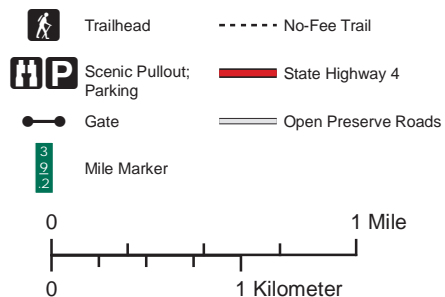 Trailhead
No-Fee Trail
P
Scenic Pullout;
Parking
State Highway 4
Gate
Open Preserve Roads
3
9
.2
Mile Marker
0
1 Mile
0
1 Kilometer